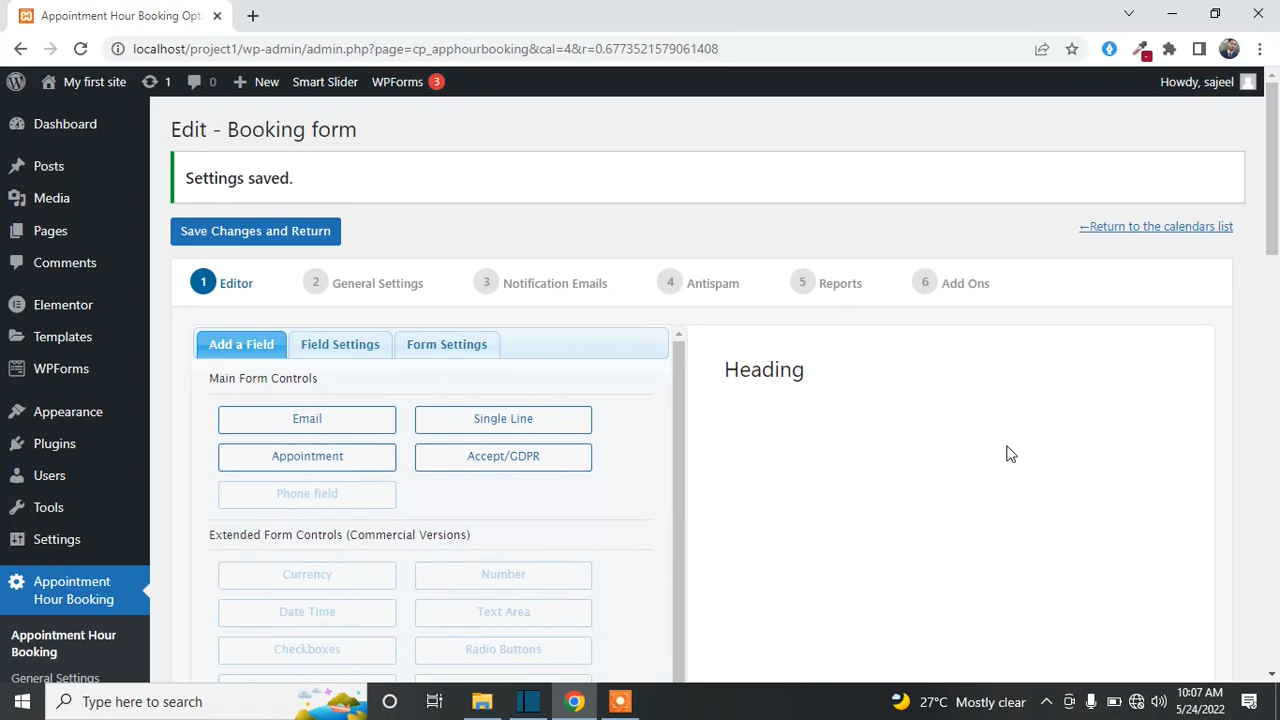 Appointment Hour Booking Opti
localhost/project1/wp-admin/admin.php?page=cp_apphourbooking&cal=4&r=0.6773521579061408
My first site
1
0
New
Smart Slider
WPForms
3
Howdy, sajeel
Dashboard
Posts
Media
Pages
Comments
Elementor
Templates
WPForms
Appearance
Plugins
Users
Tools
Settings
Appointment
Hour Booking
Appointment Hour
Booking
General Settings
Edit - Booking form
Settings saved.
Save Changes and Return
←Return to the calendars list
1 Editor
2 General Settings
3 Notification Emails
4 Antispam
5 Reports
6 Add Ons
Add a Field
Field Settings
Form Settings
Main Form Controls
Email
Single Line
Appointment
Accept/GDPR
Phone field
Extended Form Controls (Commercial Versions)
Currency
Number
Date Time
Text Area
Checkboxes
Radio Buttons
Heading
Type here to search
27°C Mostly clear
10:07 AM
5/24/2022